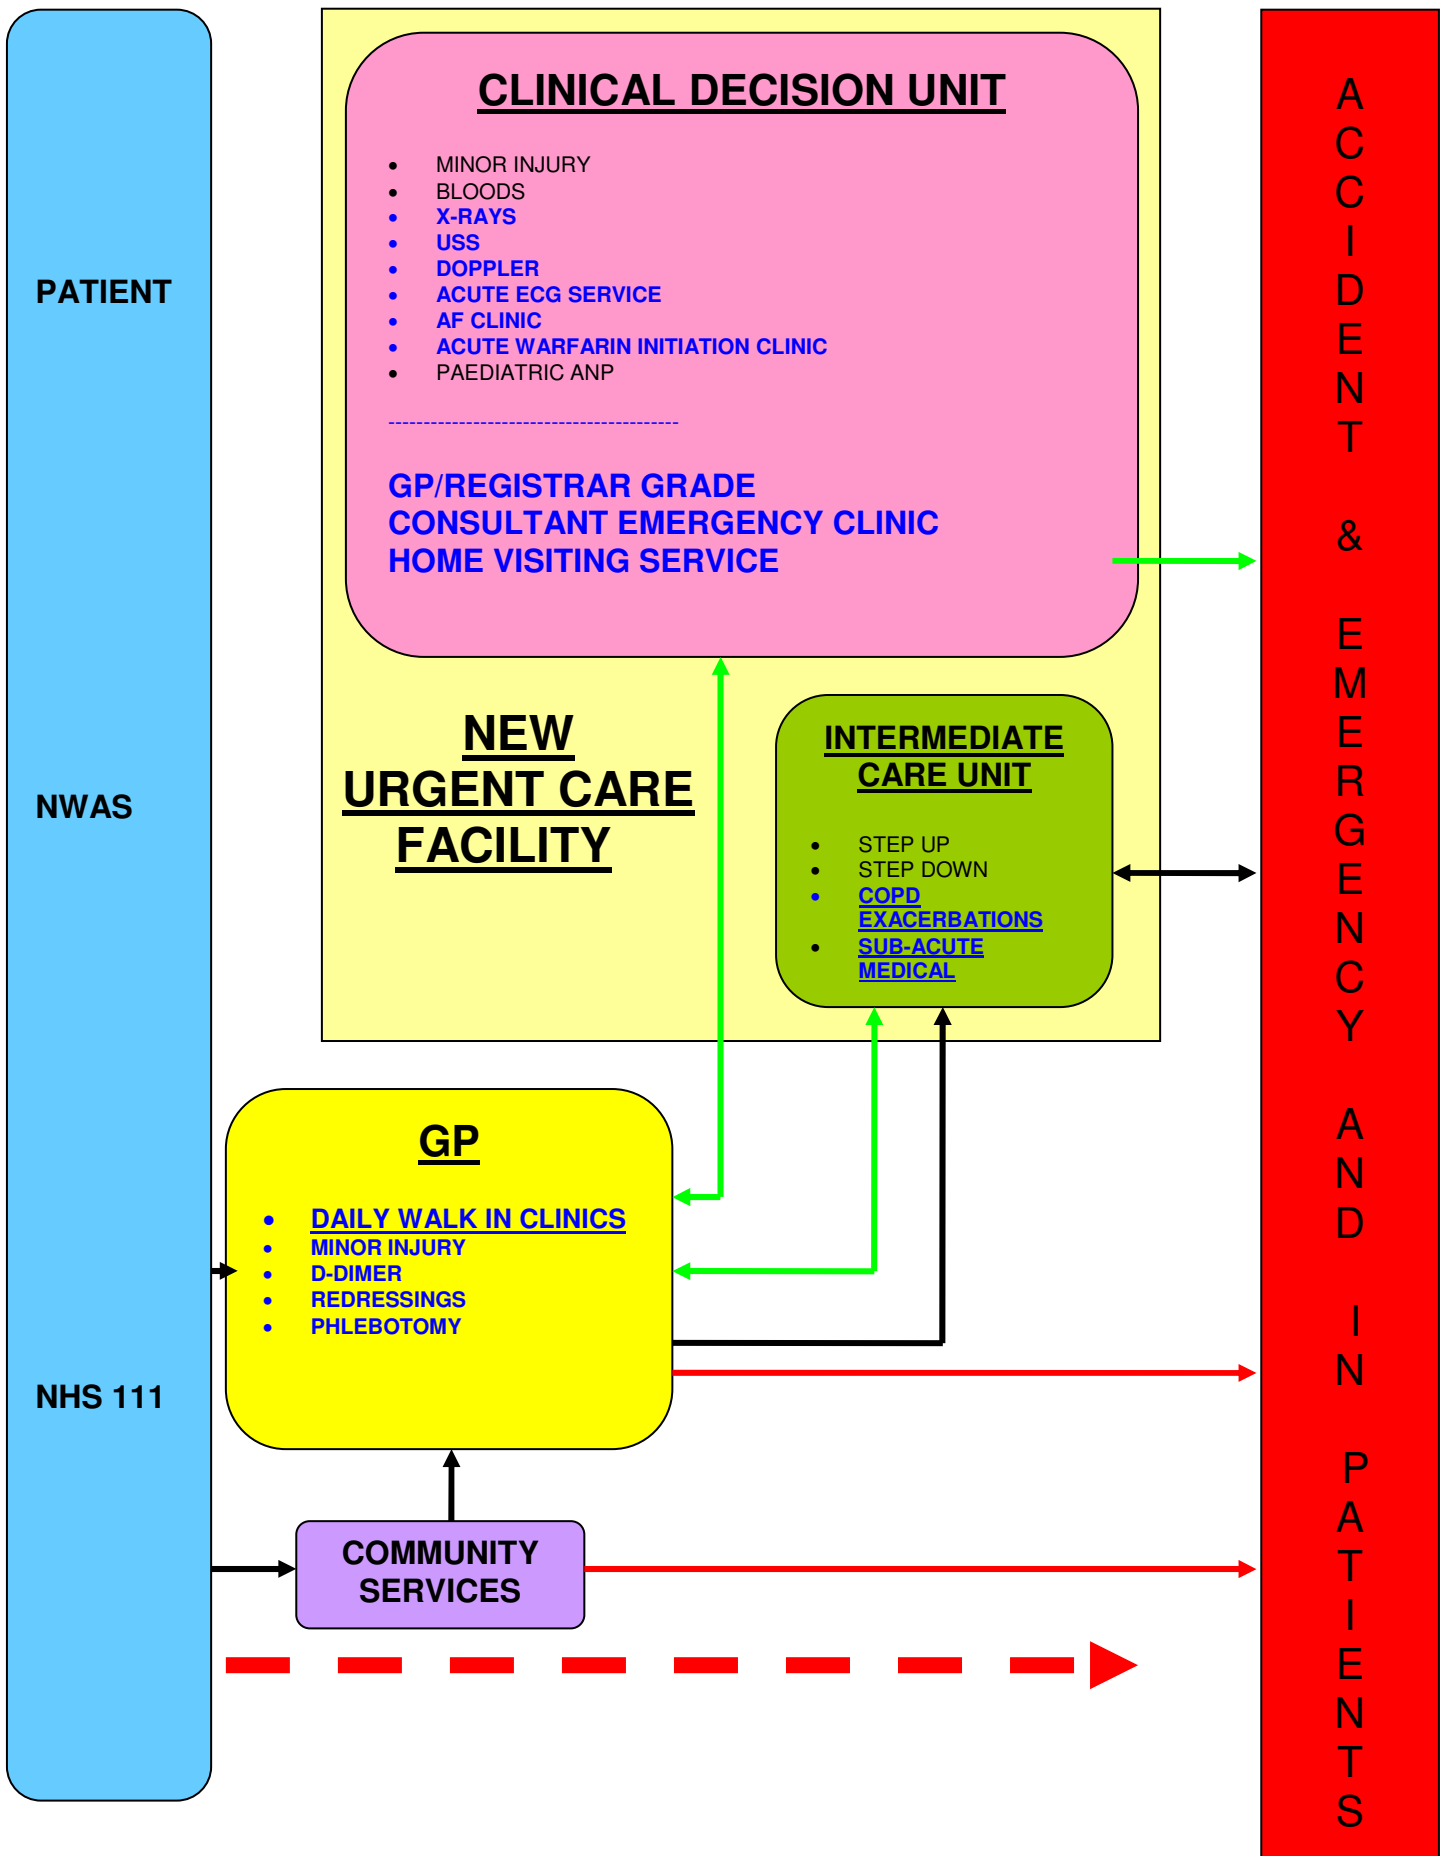 PATIENT
NWAS
NHS 111
CLINICAL DECISION UNIT
• MINOR INJURY
• BLOODS
• X-RAYS
• USS
• DOPPLER
• ACUTE ECG SERVICE
• AF CLINIC
• ACUTE WARFARIN INITIATION CLINIC
• PAEDIATRIC ANP
-----------------------------------------
GP/REGISTRAR GRADE
CONSULTANT EMERGENCY CLINIC
HOME VISITING SERVICE
NEW
URGENT CARE
FACILITY
INTERMEDIATE
CARE UNIT
• STEP UP
• STEP DOWN
• COPD
EXACERBATIONS
• SUB-ACUTE
MEDICAL
GP
• DAILY WALK IN CLINICS
• MINOR INJURY
• D-DIMER
• REDRESSINGS
• PHLEBOTOMY
COMMUNITY
SERVICES
ACCIDENT & EMERGENCY AND IN PATIENTS